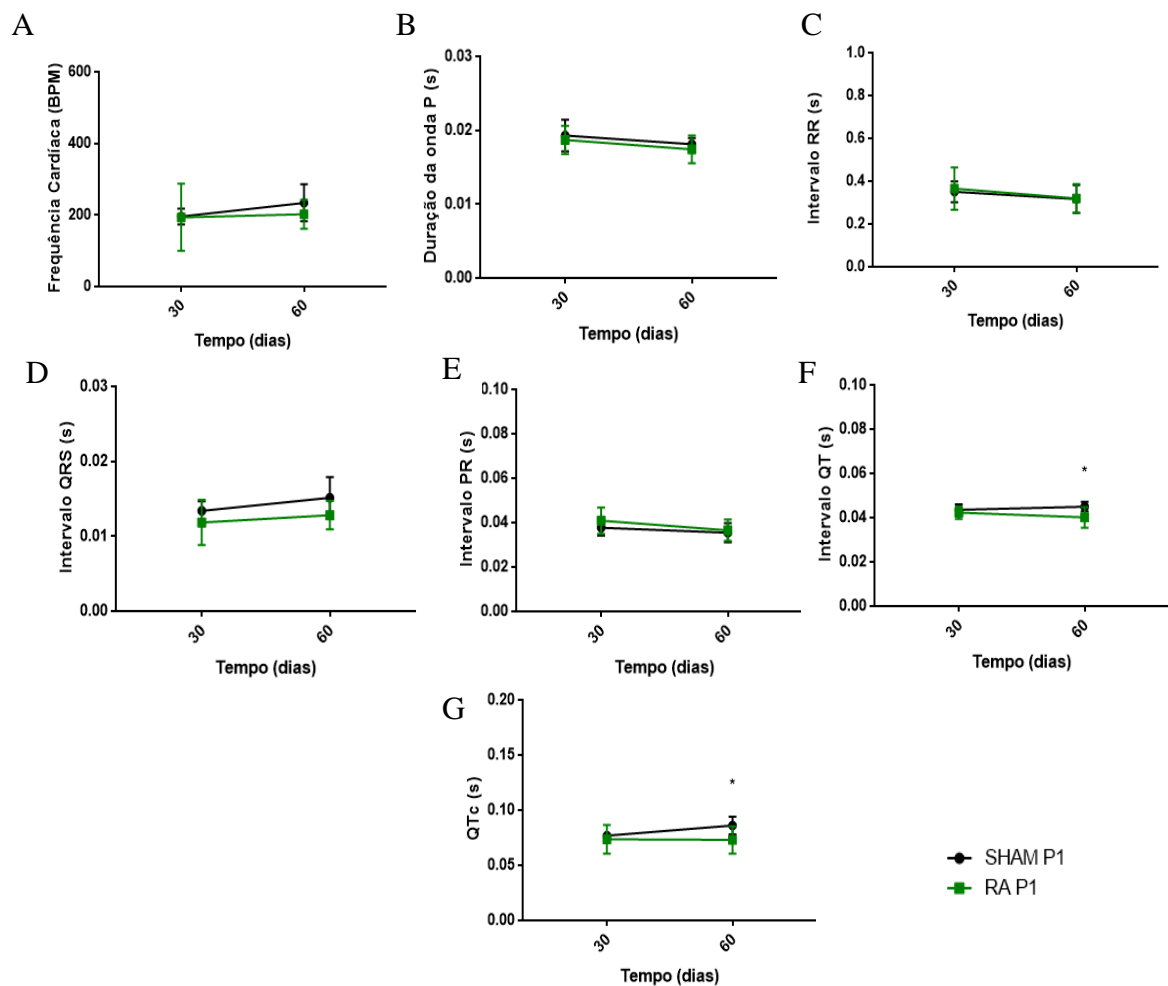 A
Frequência Cardíaca (BPM)
600
400
200
0
30
60
Tempo (dias)
B
Duração da onda P (s)
0.03
0.02
0.01
0.00
30
60
Tempo (dias)
C
Intervalo RR (s)
1.0
0.8
0.6
0.4
0.2
0.0
30
60
Tempo (dias)
D
Intervalo QRS (s)
0.03
0.02
0.01
0.00
30
60
Tempo (dias)
E
Intervalo PR (s)
0.10
0.08
0.06
0.04
0.02
0.00
30
60
Tempo (dias)
F
Intervalo QT (s)
0.10
0.08
0.06
0.04
0.02
0.00
*
30
60
Tempo (dias)
G
QTc (s)
0.20
0.15
0.10
0.05
0.00
*
30
60
Tempo (dias)
SHAM P1
RA P1